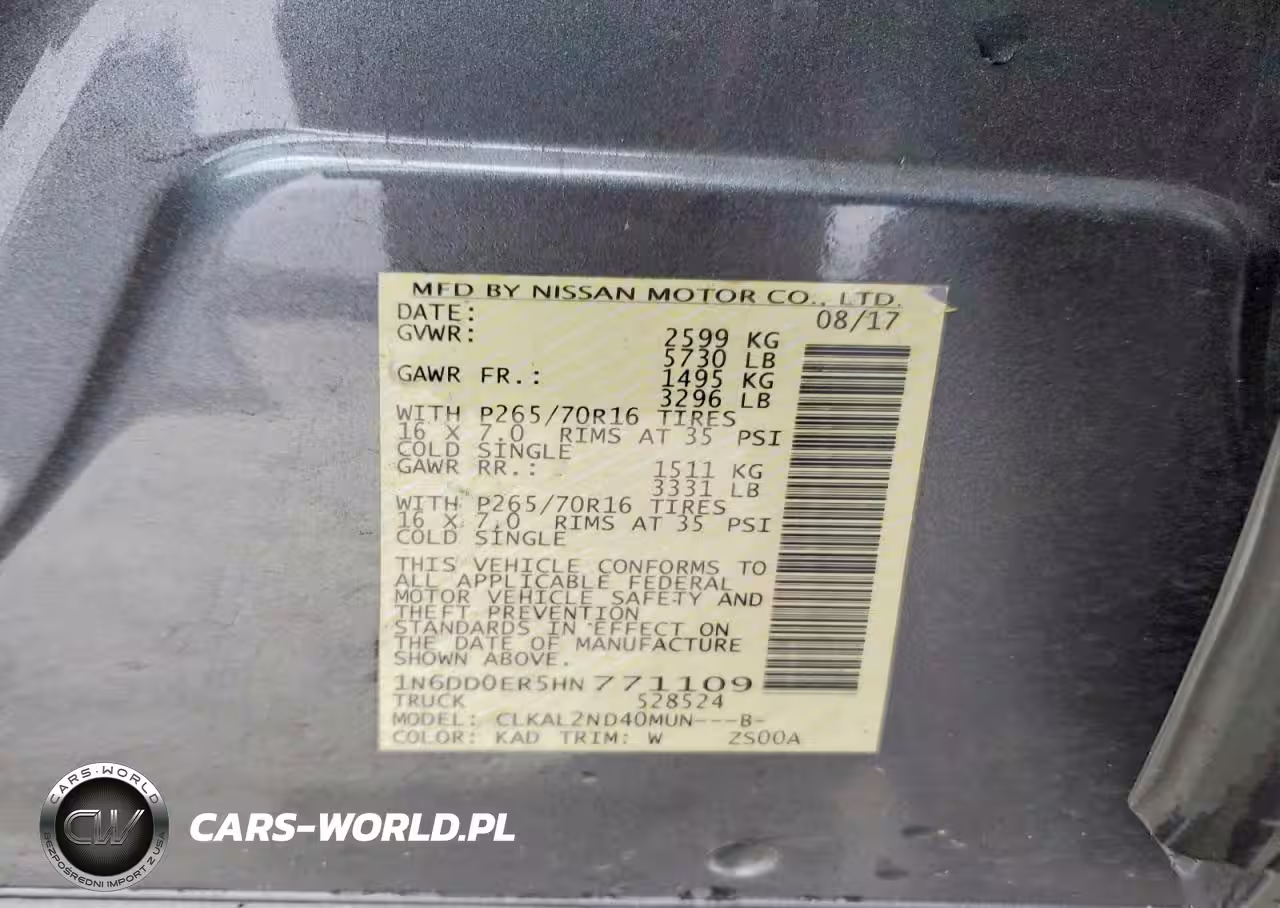 MFD BY NISSAN MOTOR CO., LTD.
DATE: 08/17
GVWR: 2599 KG
5730 LB
GAWR FR.: 1495 KG
3296 LB
WITH P265/70R16 TIRES
16 X 7.0 RIMS AT 35 PSI
COLD SINGLE
GAWR RR.: 1511 KG
3331 LB
WITH P265/70R16 TIRES
16 X 7.0 RIMS AT 35 PSI
COLD SINGLE
THIS VEHICLE CONFORMS TO
ALL APPLICABLE FEDERAL
MOTOR VEHICLE SAFETY AND
THEFT PREVENTION
STANDARDS IN EFFECT ON
THE DATE OF MANUFACTURE
SHOWN ABOVE.
1N6DD0ER5HN771109
TRUCK 528524
MODEL: CLKAL2ND40MUN---B-
COLOR: KAD TRIM: W ZS00A
CARS-WORLD
CW
BEZPOŚREDNI IMPORT Z USA
CARS-WORLD.PL